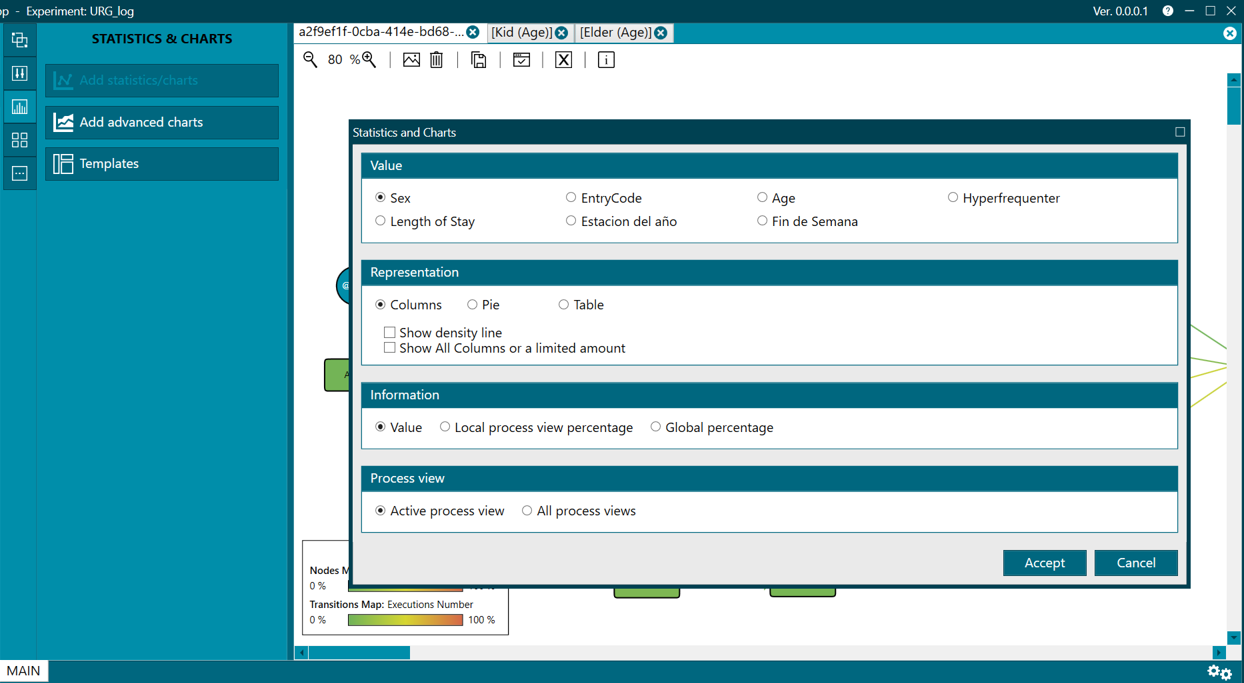 op - Experiment: URG_log
Ver. 0.0.0.1
STATISTICS & CHARTS
Add statistics/charts
Add advanced charts
Templates
a2f9ef1f-0cba-414e-bd68-...
[Kid (Age)]
[Elder (Age)]
80 %
Statistics and Charts
Value
Sex
EntryCode
Age
Hyperfrequenter
Length of Stay
Estacion del año
Fin de Semana
Representation
Columns
Pie
Table
Show density line
Show All Columns or a limited amount
Information
Value
Local process view percentage
Global percentage
Process view
Active process view
All process views
Accept
Cancel
Nodes M
0 %
Transitions Map: Executions Number
0 %
100 %
MAIN